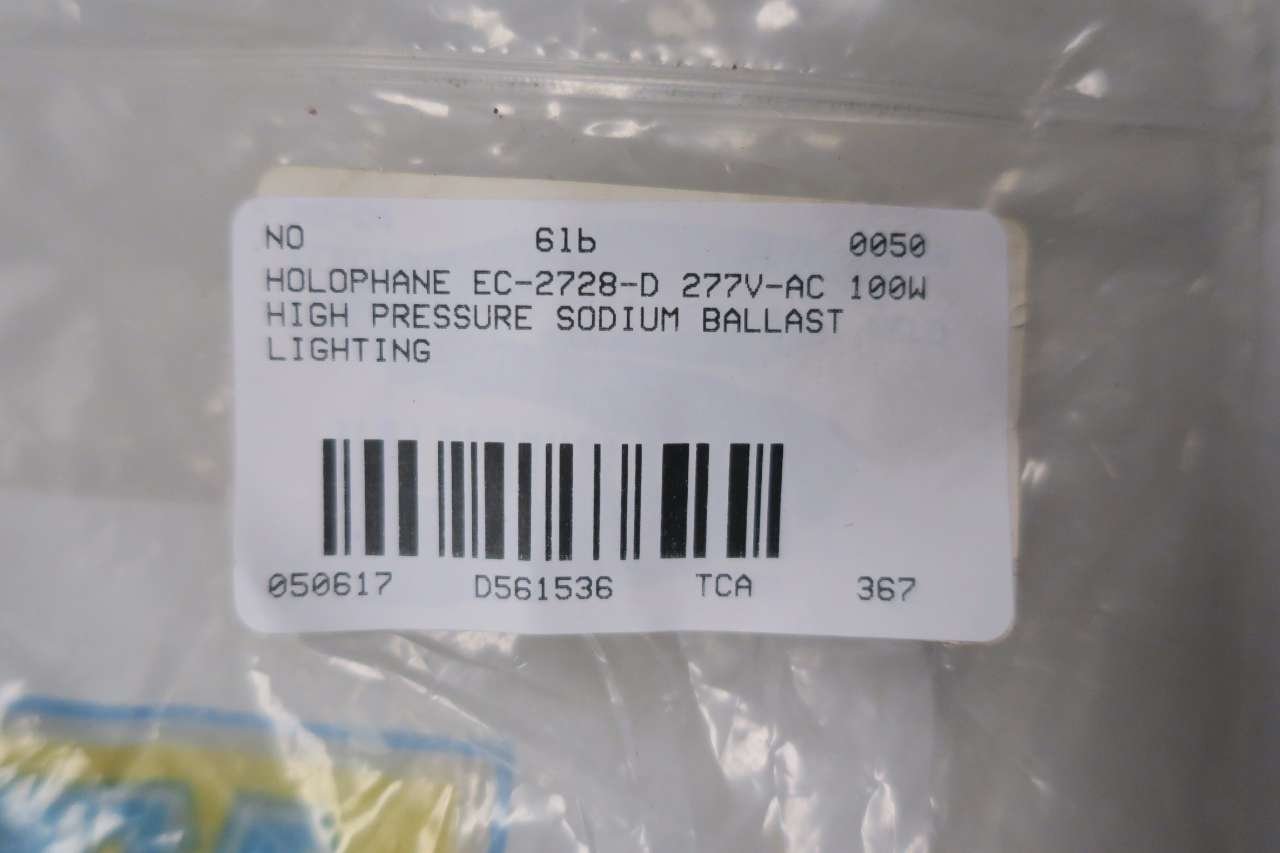 NO 6lb 0050
HOLOPHANE EC-2728-D 277V-AC 100W
HIGH PRESSURE SODIUM BALLAST
LIGHTING
050617 D561536 TCA 367